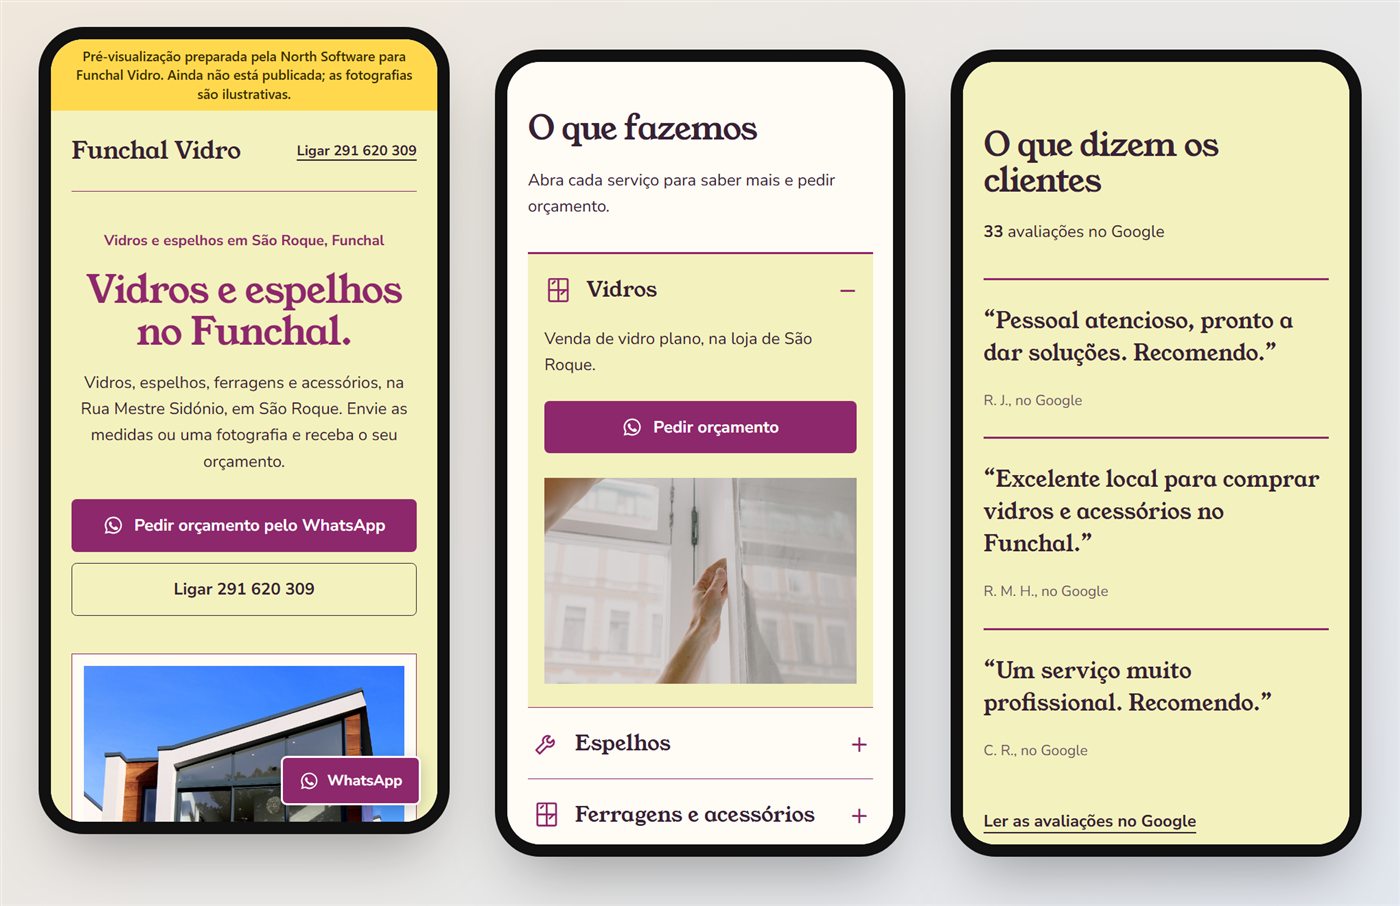 Pré-visualização preparada pela North Software para
Funchal Vidro. Ainda não está publicada; as fotografias
são ilustrativas.
Funchal Vidro
Ligar 291 620 309
Vidros e espelhos em São Roque, Funchal
Vidros e espelhos
no Funchal.
Vidros, espelhos, ferragens e acessórios, na
Rua Mestre Sidónio, em São Roque. Envie as
medidas ou uma fotografia e receba o seu
orçamento.
Pedir orçamento pelo WhatsApp
Ligar 291 620 309
WhatsApp
O que fazemos
Abra cada serviço para saber mais e pedir
orçamento.
Vidros
Venda de vidro plano, na loja de São
Roque.
Pedir orçamento
Espelhos
Ferragens e acessórios
O que dizem os
clientes
33 avaliações no Google
“Pessoal atencioso, pronto a
dar soluções. Recomendo.”
R. J., no Google
“Excelente local para comprar
vidros e acessórios no
Funchal.”
R. M. H., no Google
“Um serviço muito
profissional. Recomendo.”
C. R., no Google
Ler as avaliações no Google